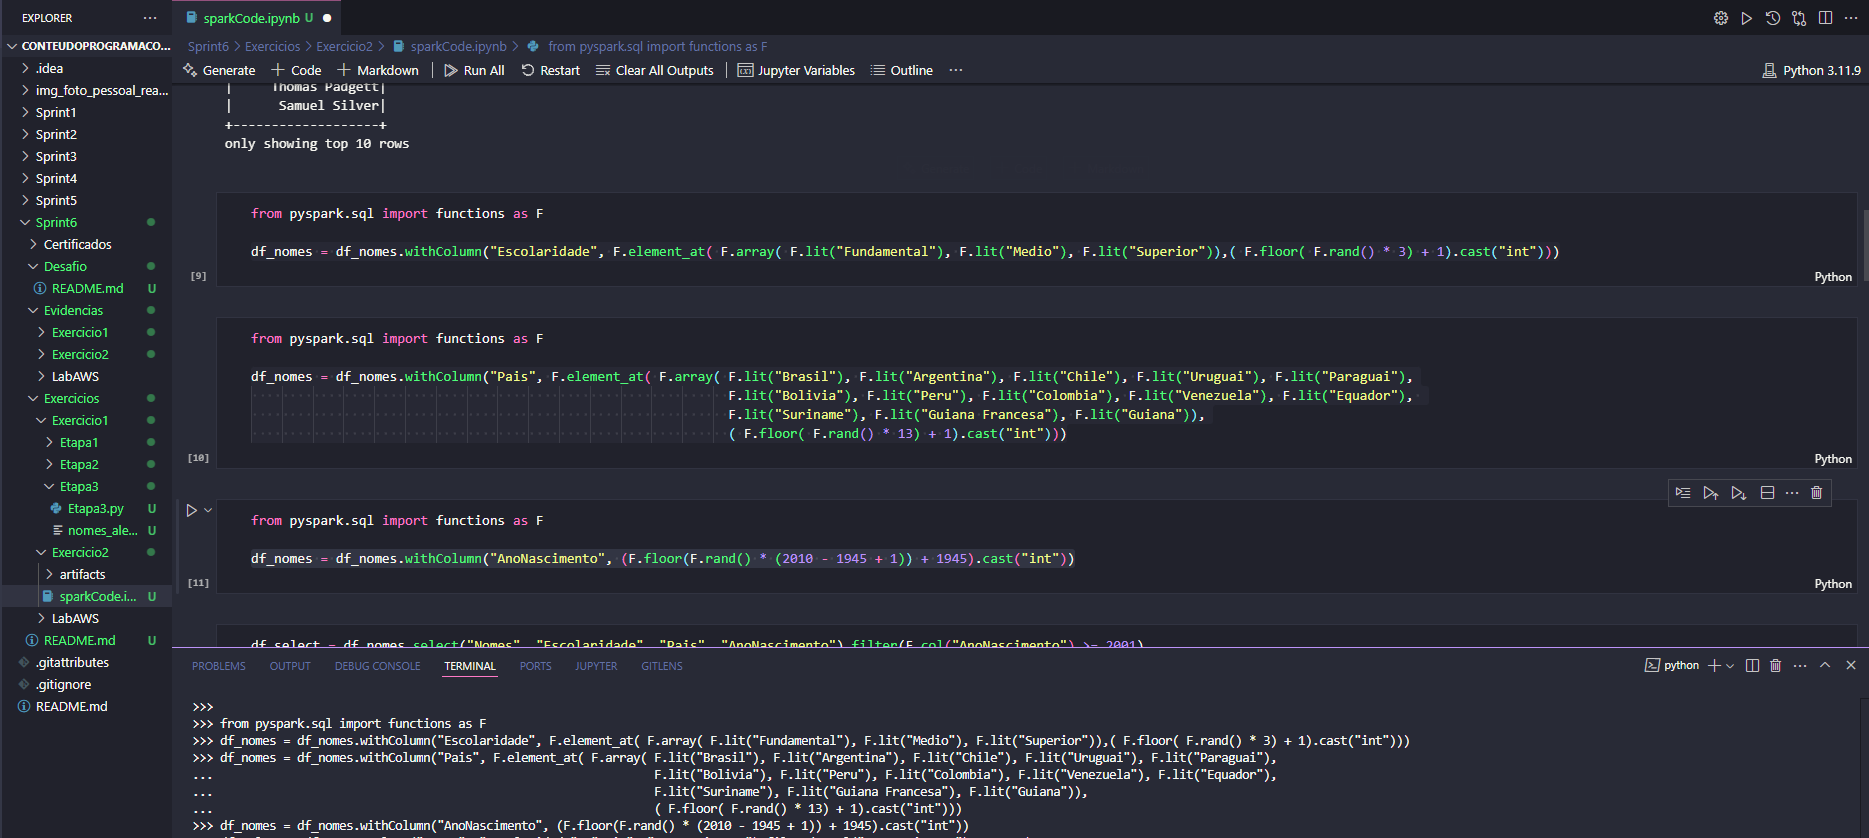 EXPLORER
CONTEUDOPROGRAMACO...
.idea
img_foto_pessoal_rea...
Sprint1
Sprint2
Sprint3
Sprint4
Sprint5
Sprint6
Certificados
Desafio
README.md U
Evidencias
Exercicio1
Exercicio2
LabAWS
Exercicios
Exercicio1
Etapa1
Etapa2
Etapa3
Etapa3.py U
nomes_ale... U
Exercicio2
artifacts
sparkCode.i... U
LabAWS
README.md U
.gitattributes
.gitignore
README.md
sparkCode.ipynb U
Sprint6 > Exercicios > Exercicio2 > sparkCode.ipynb > from pyspark.sql import functions as F
Generate + Code + Markdown Run All Restart Clear All Outputs Jupyter Variables Outline ... Python 3.11.9
| Thomas Padgett|
| Samuel Silver|
+-------------------+
only showing top 10 rows
from pyspark.sql import functions as F
df_nomes = df_nomes.withColumn("Escolaridade", F.element_at( F.array( F.lit("Fundamental"), F.lit("Medio"), F.lit("Superior")),( F.floor( F.rand() * 3) + 1).cast("int")))
[9]
Python
from pyspark.sql import functions as F
df_nomes = df_nomes.withColumn("Pais", F.element_at( F.array( F.lit("Brasil"), F.lit("Argentina"), F.lit("Chile"), F.lit("Uruguai"), F.lit("Paraguai"),
F.lit("Bolivia"), F.lit("Peru"), F.lit("Colombia"), F.lit("Venezuela"), F.lit("Equador"),
F.lit("Suriname"), F.lit("Guiana Francesa"), F.lit("Guiana")),
( F.floor( F.rand() * 13) + 1).cast("int")))
[10]
Python
from pyspark.sql import functions as F
df_nomes = df_nomes.withColumn("AnoNascimento", (F.floor(F.rand() * (2010 - 1945 + 1)) + 1945).cast("int"))
[11]
Python
df_select = df_nomes.select("Nomes", "Escolaridade", "Pais", "AnoNascimento").filter(F.col("AnoNascimento") >= 2001)
PROBLEMS OUTPUT DEBUG CONSOLE TERMINAL PORTS JUPYTER GITLENS
python
>>>
>>> from pyspark.sql import functions as F
>>> df_nomes = df_nomes.withColumn("Escolaridade", F.element_at( F.array( F.lit("Fundamental"), F.lit("Medio"), F.lit("Superior")),( F.floor( F.rand() * 3) + 1).cast("int")))
>>> df_nomes = df_nomes.withColumn("Pais", F.element_at( F.array( F.lit("Brasil"), F.lit("Argentina"), F.lit("Chile"), F.lit("Uruguai"), F.lit("Paraguai"),
... F.lit("Bolivia"), F.lit("Peru"), F.lit("Colombia"), F.lit("Venezuela"), F.lit("Equador"),
... F.lit("Suriname"), F.lit("Guiana Francesa"), F.lit("Guiana")),
... ( F.floor( F.rand() * 13) + 1).cast("int")))
>>> df_nomes = df_nomes.withColumn("AnoNascimento", (F.floor(F.rand() * (2010 - 1945 + 1)) + 1945).cast("int"))